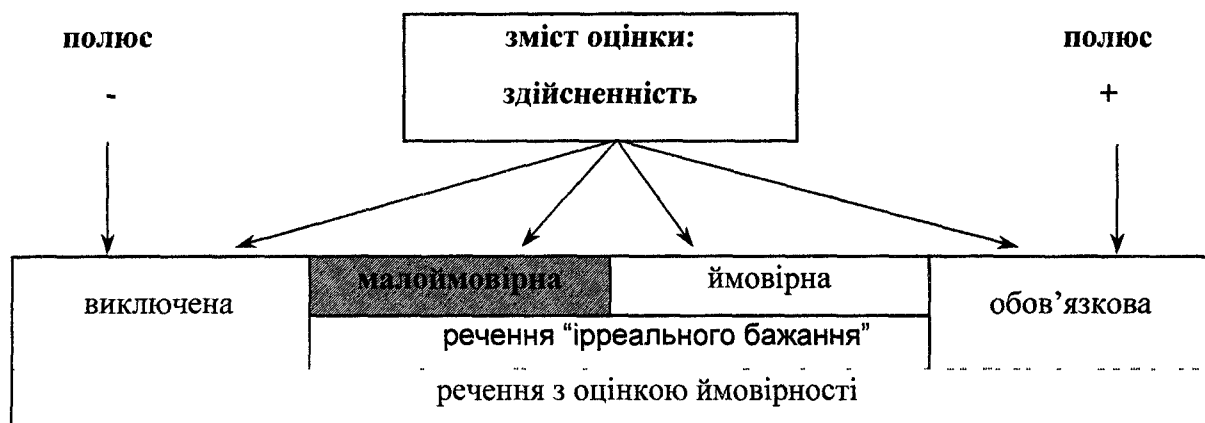 полюс
зміст оцінки:
полюс
-
здійсненність
+
виключена
малоймовірна
ймовірна
обов’язкова
речення “ірреального бажання”
речення з оцінкою ймовірності